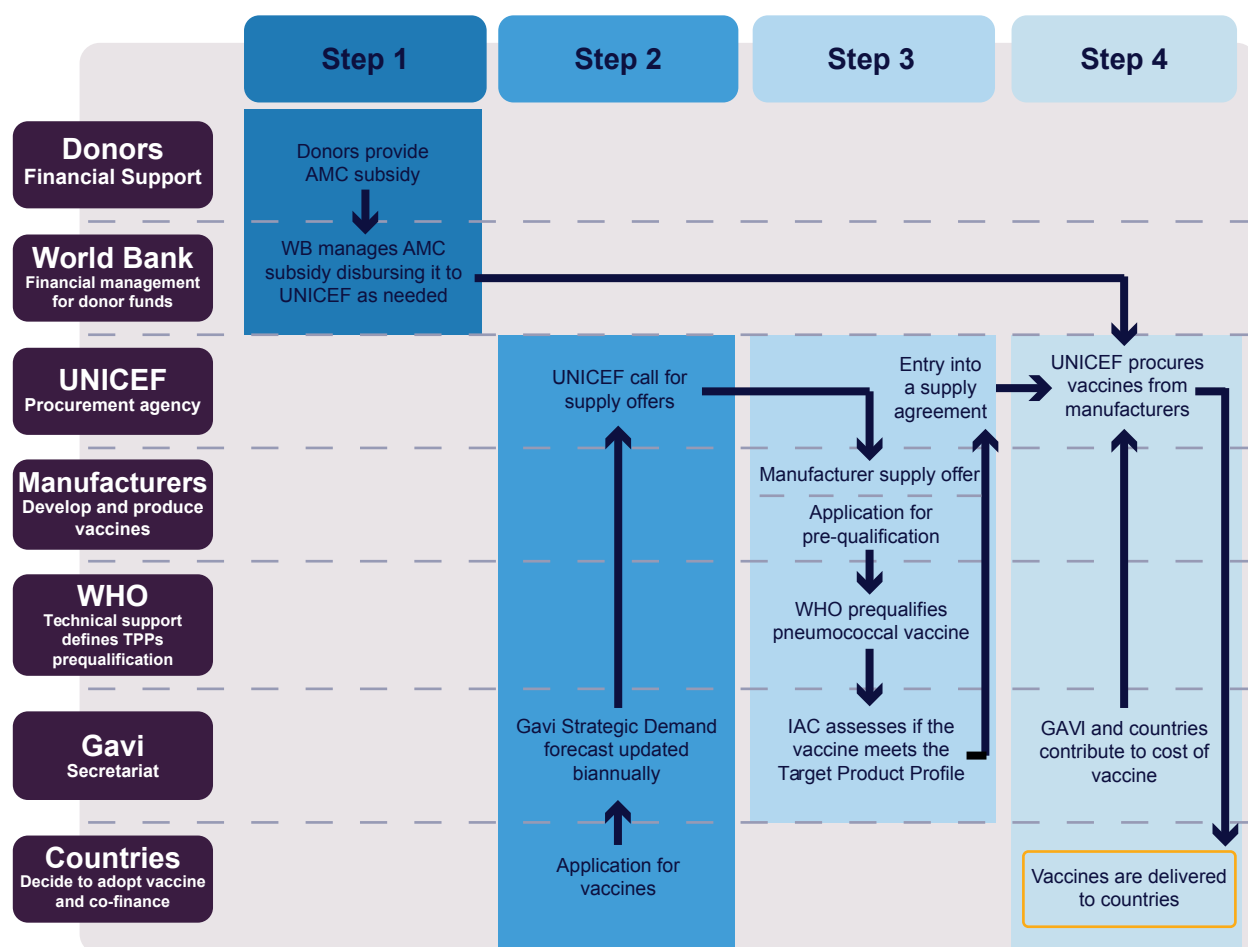 Step 1
Step 2
Step 3
Step 4
Donors
Financial Support
Donors provide
AMC subsidy
World Bank
Financial management
for donor funds
WB manages AMC
subsidy disbursing it to
UNICEF as needed
UNICEF
Procurement agency
UNICEF call for
supply offers
Entry into
a supply
agreement
UNICEF procures
vaccines from
manufacturers
Manufacturers
Develop and produce
vaccines
Manufacturer supply offer
Application for
pre-qualification
WHO
Technical support
defines TPPs
prequalification
WHO prequalifies
pneumococcal vaccine
Gavi
Secretariat
Gavi Strategic Demand
forecast updated
biannually
IAC assesses if the
vaccine meets the
Target Product Profile
GAVI and countries
contribute to cost of
vaccine
Countries
Decide to adopt vaccine
and co-finance
Application for
vaccines
Vaccines are delivered
to countries